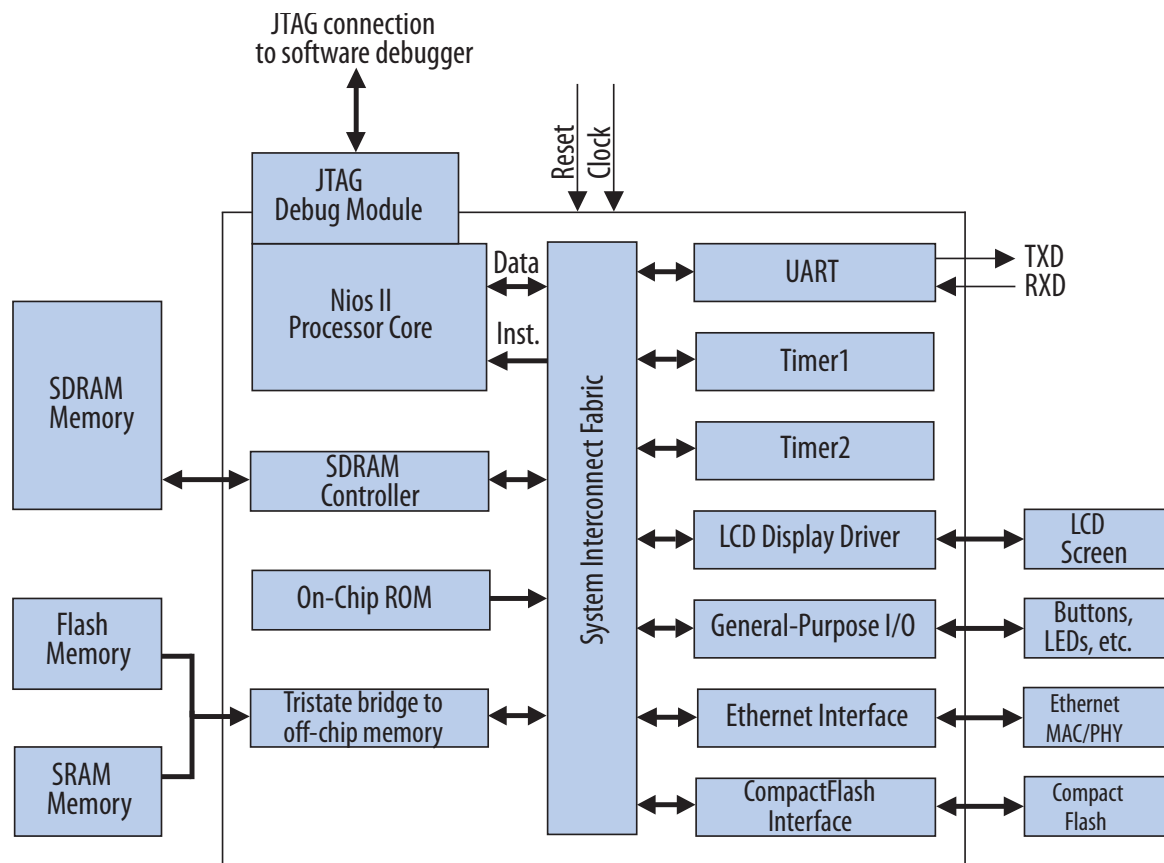 JTAG connection
to software debugger
Reset
Clock
JTAG
Debug Module
Nios II
Processor Core
Data
Inst.
SDRAM
Memory
SDRAM
Controller
On-Chip ROM
Flash
Memory
Tristate bridge to
off-chip memory
SRAM
Memory
System Interconnect Fabric
UART
TXD
RXD
Timer1
Timer2
LCD Display Driver
LCD
Screen
General-Purpose I/O
Buttons,
LEDs, etc.
Ethernet Interface
Ethernet
MAC/PHY
CompactFlash
Interface
Compact
Flash